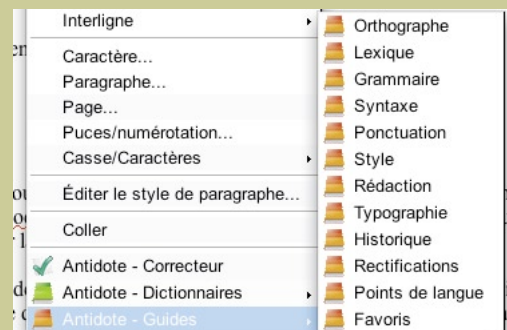 Interligne
Caractère...
Paragraphe...
Page...
Puces/numérotation...
Casse/Caractères
Éditer le style de paragraphe...
Coller
Antidote - Correcteur
Antidote - Dictionnaires
Antidote - Guides
Orthographe
Lexique
Grammaire
Syntaxe
Ponctuation
Style
Rédaction
Typographie
Historique
Rectifications
Points de langue
Favoris